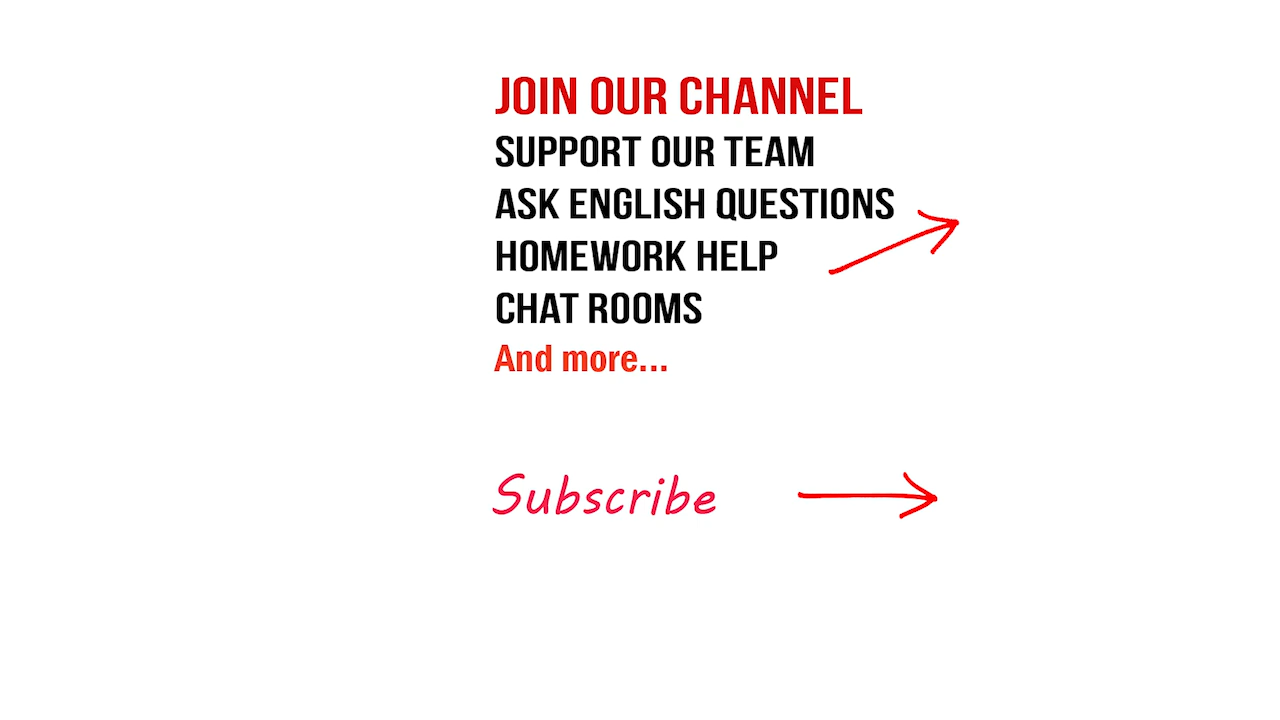 JOIN OUR CHANNEL
SUPPORT OUR TEAM
ASK ENGLISH QUESTIONS
HOMEWORK HELP
CHAT ROOMS
And more...
Subscribe